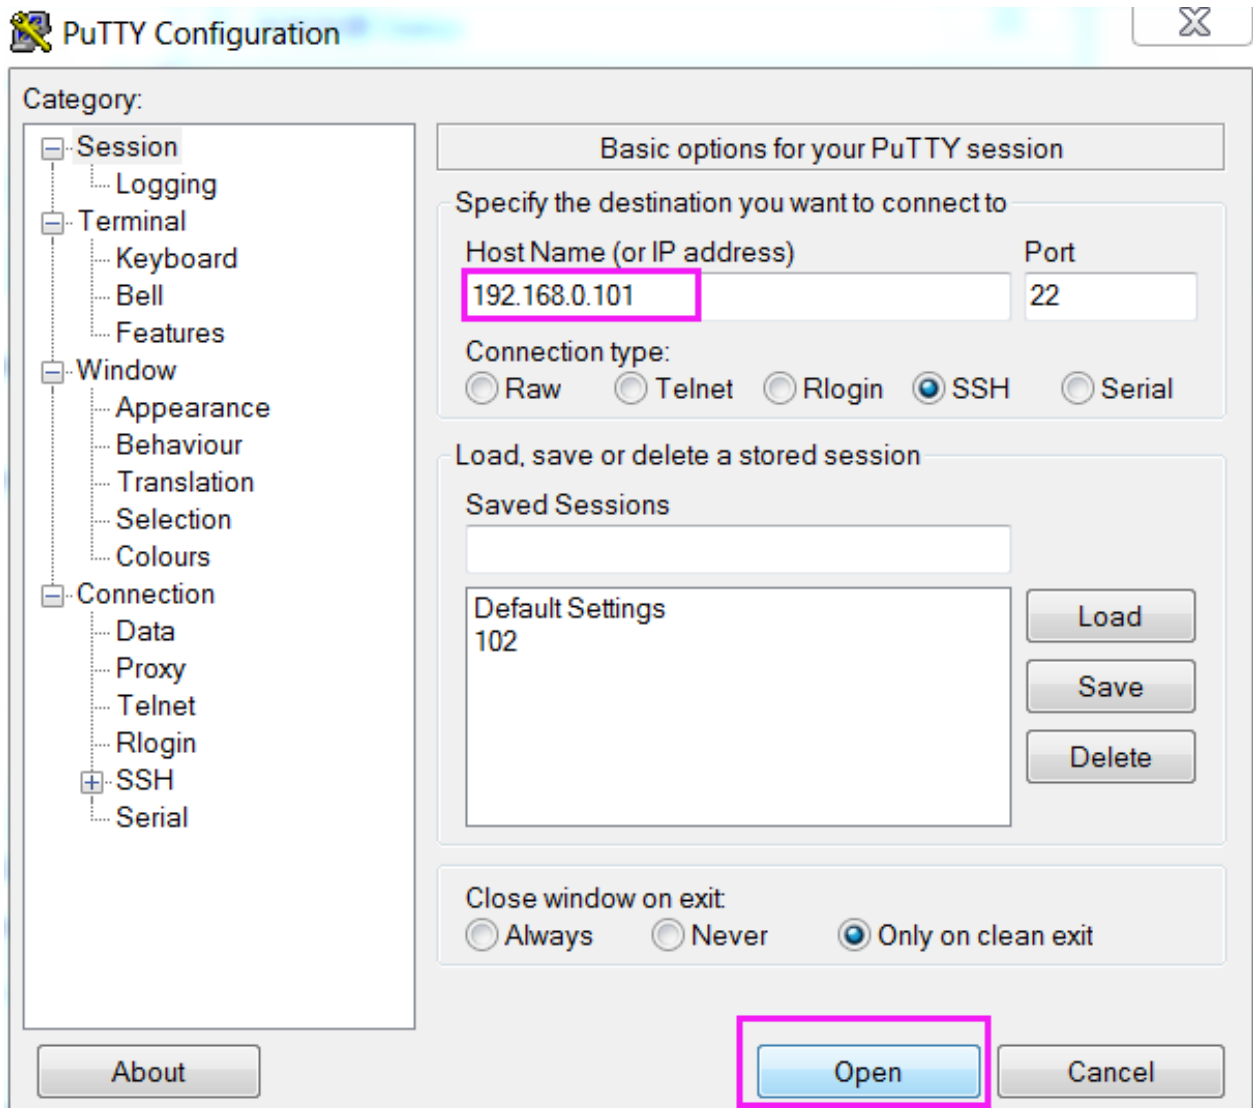 PuTTY Configuration
Category:
Session
Logging
Terminal
Keyboard
Bell
Features
Window
Appearance
Behaviour
Translation
Selection
Colours
Connection
Data
Proxy
Telnet
Rlogin
SSH
Serial
Basic options for your PuTTY session
Specify the destination you want to connect to
Host Name (or IP address) Port
192.168.0.101 22
Connection type:
Raw Telnet Rlogin SSH Serial
Load, save or delete a stored session
Saved Sessions
Default Settings
102
Load
Save
Delete
Close window on exit:
Always Never Only on clean exit
About Open Cancel